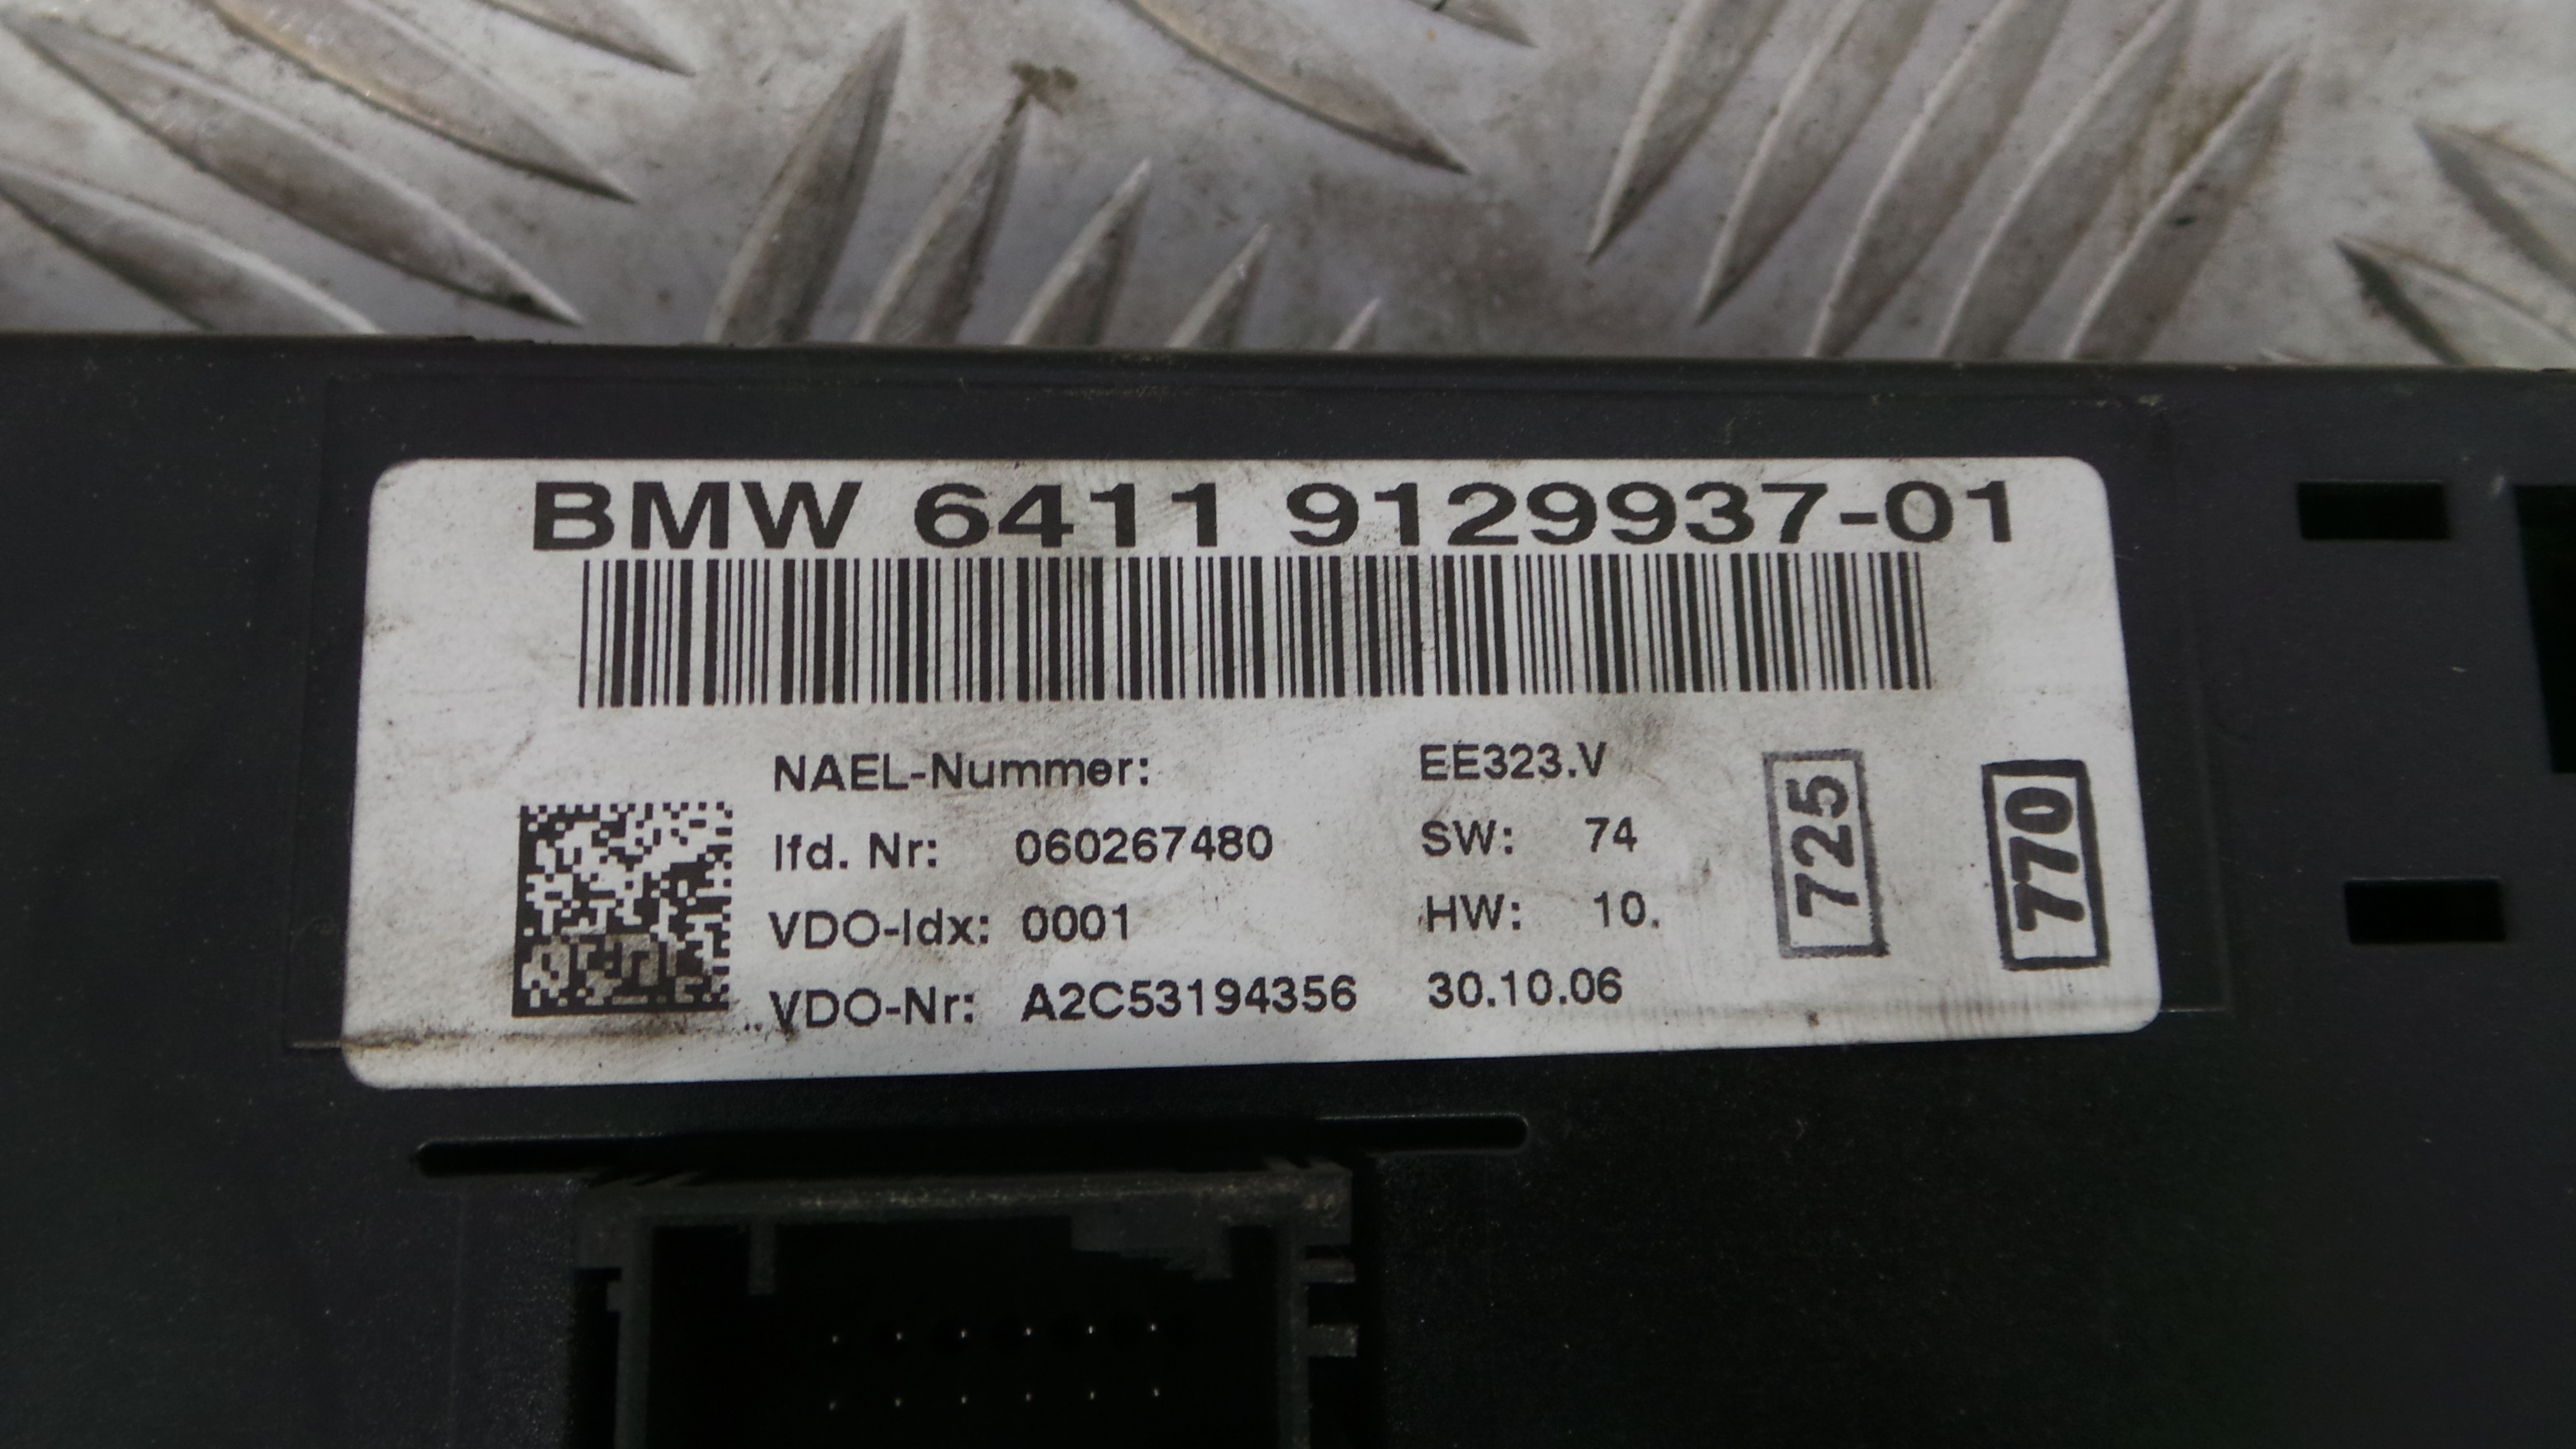 BMW 6411 9129937-01
NAEL-Nummer: EE323.V
lfd. Nr: 060267480 SW: 74
VDO-Idx: 0001 HW: 10.
VDO-Nr: A2C53194356 30.10.06
725
770